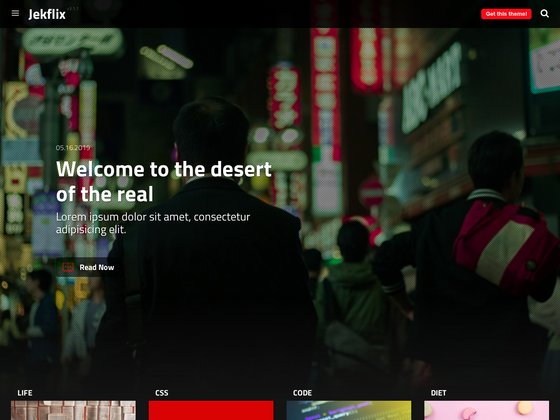 Jekflix
Get this theme!
05.16.2019
Welcome to the desert
of the real
Lorem ipsum dolor sit amet, consectetur
adipisicing elit.
Read Now
LIFE
CSS
CODE
DIET